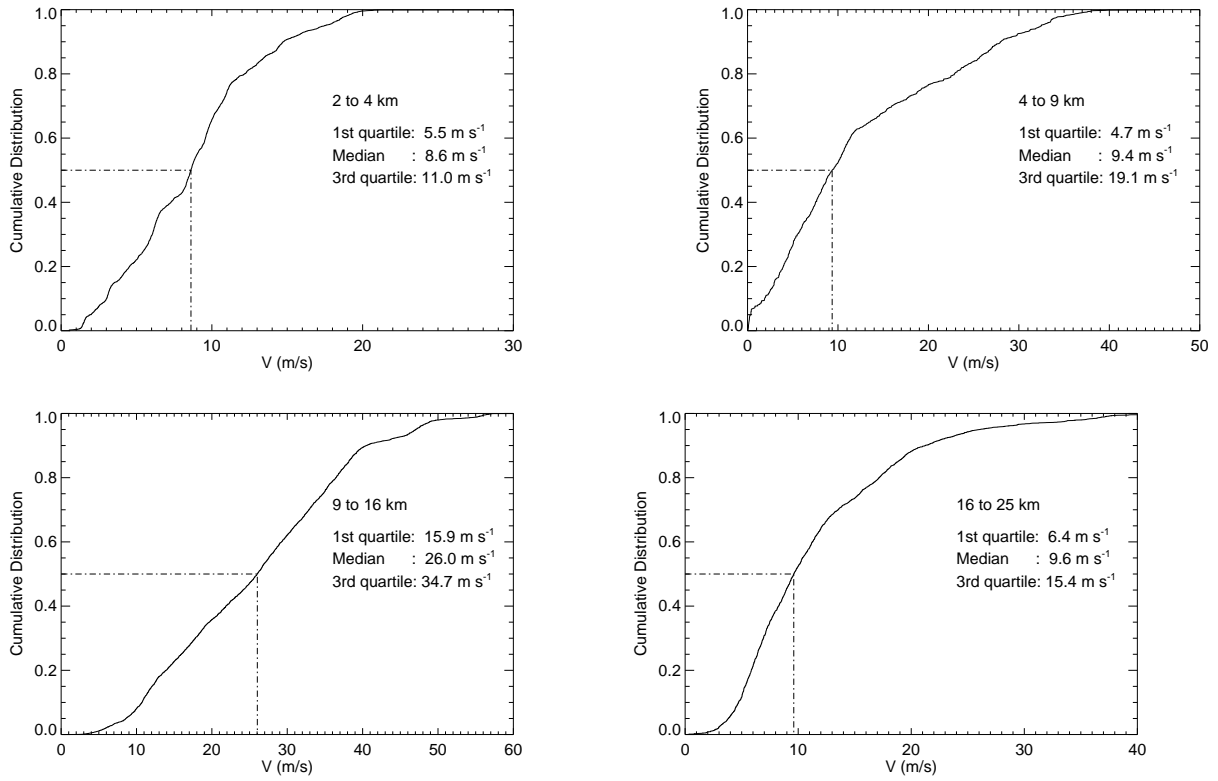 1.0
0.8
0.6
0.4
0.2
0.0
Cumulative Distribution
2 to 4 km
1st quartile: 5.5 m s-1
Median : 8.6 m s-1
3rd quartile: 11.0 m s-1
0 10 20 30
V (m/s)
1.0
0.8
0.6
0.4
0.2
0.0
Cumulative Distribution
4 to 9 km
1st quartile: 4.7 m s-1
Median : 9.4 m s-1
3rd quartile: 19.1 m s-1
0 10 20 30 40 50
V (m/s)
1.0
0.8
0.6
0.4
0.2
0.0
Cumulative Distribution
9 to 16 km
1st quartile: 15.9 m s-1
Median : 26.0 m s-1
3rd quartile: 34.7 m s-1
0 10 20 30 40 50 60
V (m/s)
1.0
0.8
0.6
0.4
0.2
0.0
Cumulative Distribution
16 to 25 km
1st quartile: 6.4 m s-1
Median : 9.6 m s-1
3rd quartile: 15.4 m s-1
0 10 20 30 40
V (m/s)